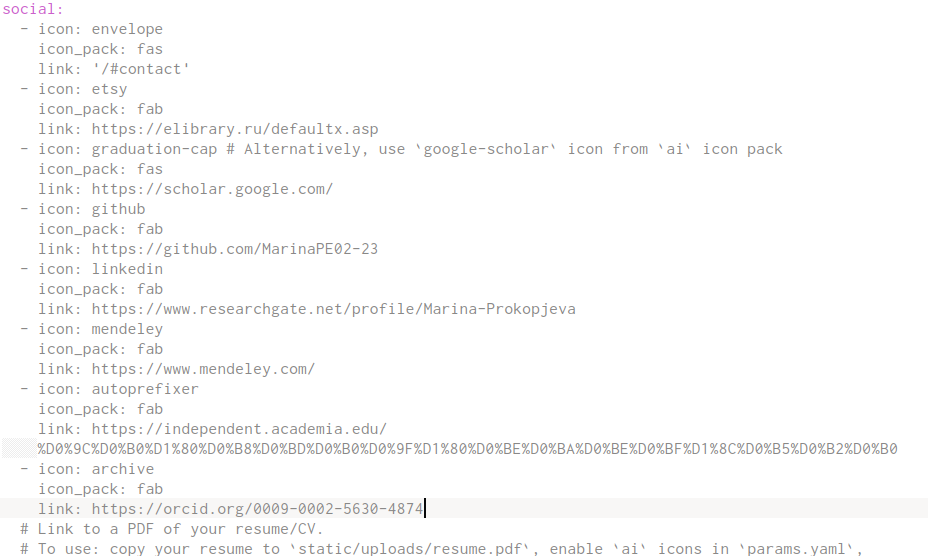 social:
- icon: envelope
icon_pack: fas
link: '/#contact'
- icon: etsy
icon_pack: fab
link: https://elibrary.ru/defaultx.asp
- icon: graduation-cap # Alternatively, use `google-scholar` icon from `ai` icon pack
icon_pack: fas
link: https://scholar.google.com/
- icon: github
icon_pack: fab
link: https://github.com/MarinaPE02-23
- icon: linkedin
icon_pack: fab
link: https://www.researchgate.net/profile/Marina-Prokopjeva
- icon: mendeley
icon_pack: fab
link: https://www.mendeley.com/
- icon: autoprefixer
icon_pack: fab
link: https://independent.academia.edu/
%D0%9C%D0%B0%D1%80%D0%B8%D0%BD%D0%B0%D0%9F%D1%80%D0%BE%D0%BA%D0%BE%D0%BF%D1%8C%D0%B5%D0%B2%D0%B0
- icon: archive
icon_pack: fab
link: https://orcid.org/0009-0002-5630-4874
# Link to a PDF of your resume/CV.
# To use: copy your resume to `static/uploads/resume.pdf`, enable `ai` icons in `params.yaml`,